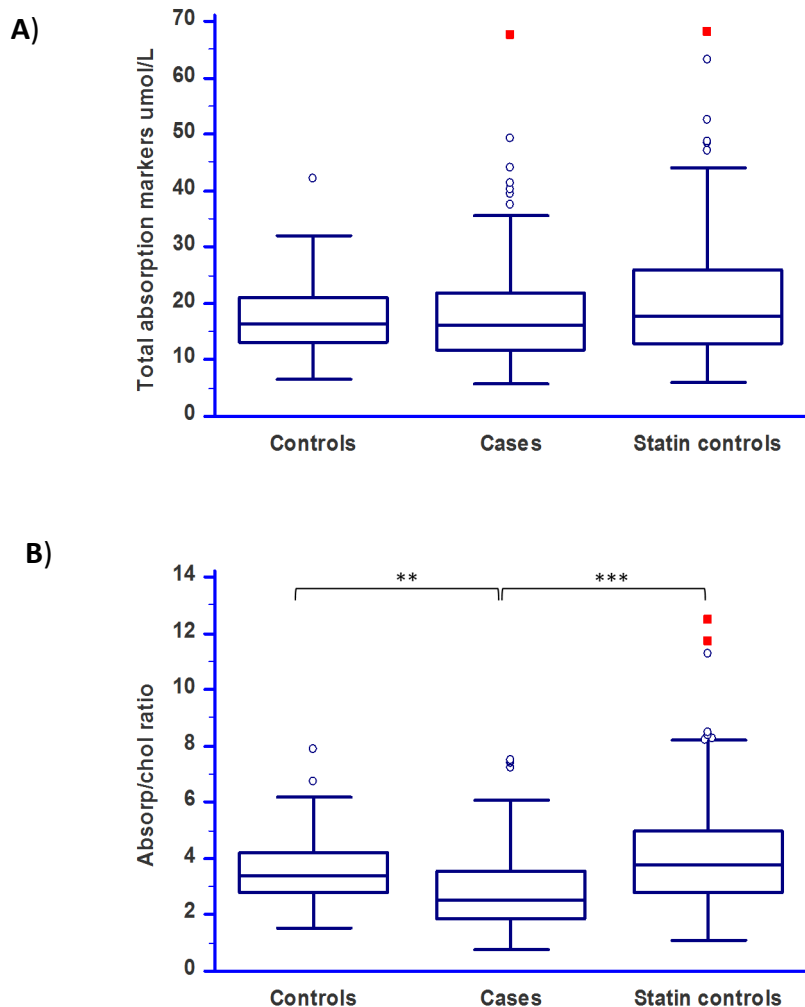 A)
Total absorption markers umol/L
70
60
50
40
30
20
10
0
Controls Cases Statin controls
B)
** ***
Absorp/chol ratio
14
12
10
8
6
4
2
0
Controls Cases Statin controls